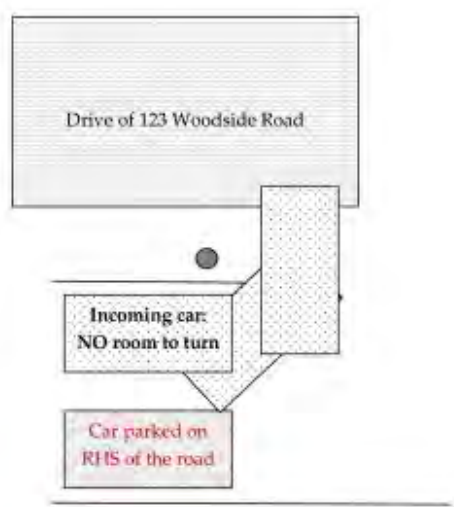 Drive of 123 Woodside Road
Incoming car:
NO room to turn
Car parked on
RHS of the road